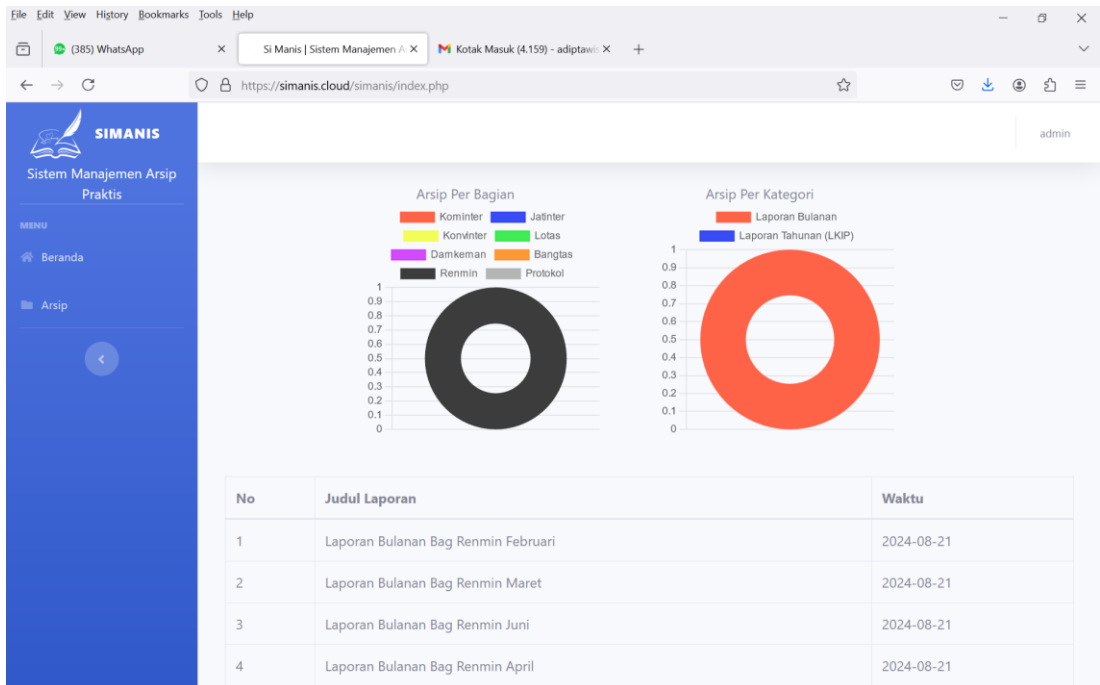 File Edit View History Bookmarks Tools Help
(385) WhatsApp
Si Manis | Sistem Manajemen A
Kotak Masuk (4.159) - adiptawi
https://simanis.cloud/simanis/index.php
SIMANIS
Sistem Manajemen Arsip
Praktis
MENU
Beranda
Arsip
admin
Arsip Per Bagian
Kominter Jatinter
Konvinter Lotas
Damkeman Bangtas
Renmin Protokol
1
0.9
0.8
0.7
0.6
0.5
0.4
0.3
0.2
0.1
0
Arsip Per Kategori
Laporan Bulanan
Laporan Tahunan (LKIP)
1
0.9
0.8
0.7
0.6
0.5
0.4
0.3
0.2
0.1
0
No Judul Laporan Waktu
1 Laporan Bulanan Bag Renmin Februari 2024-08-21
2 Laporan Bulanan Bag Renmin Maret 2024-08-21
3 Laporan Bulanan Bag Renmin Juni 2024-08-21
4 Laporan Bulanan Bag Renmin April 2024-08-21